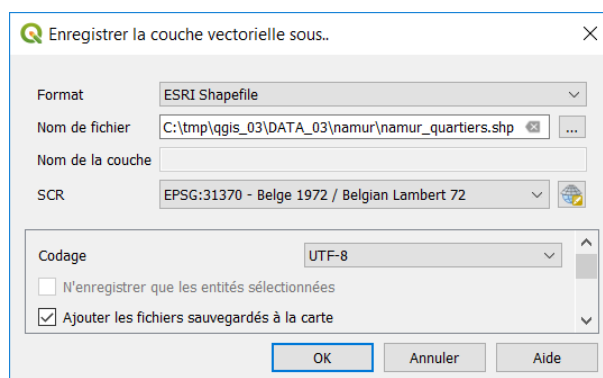 Enregistrer la couche vectorielle sous..
Format ESRI Shapefile
Nom de fichier C:\tmp\qgis_03\DATA_03\namur\namur_quartiers.shp ...
Nom de la couche
SCR EPSG:31370 - Belge 1972 / Belgian Lambert 72
Codage UTF-8
N'enregistrer que les entités sélectionnées
Ajouter les fichiers sauvegardés à la carte
OK Annuler Aide